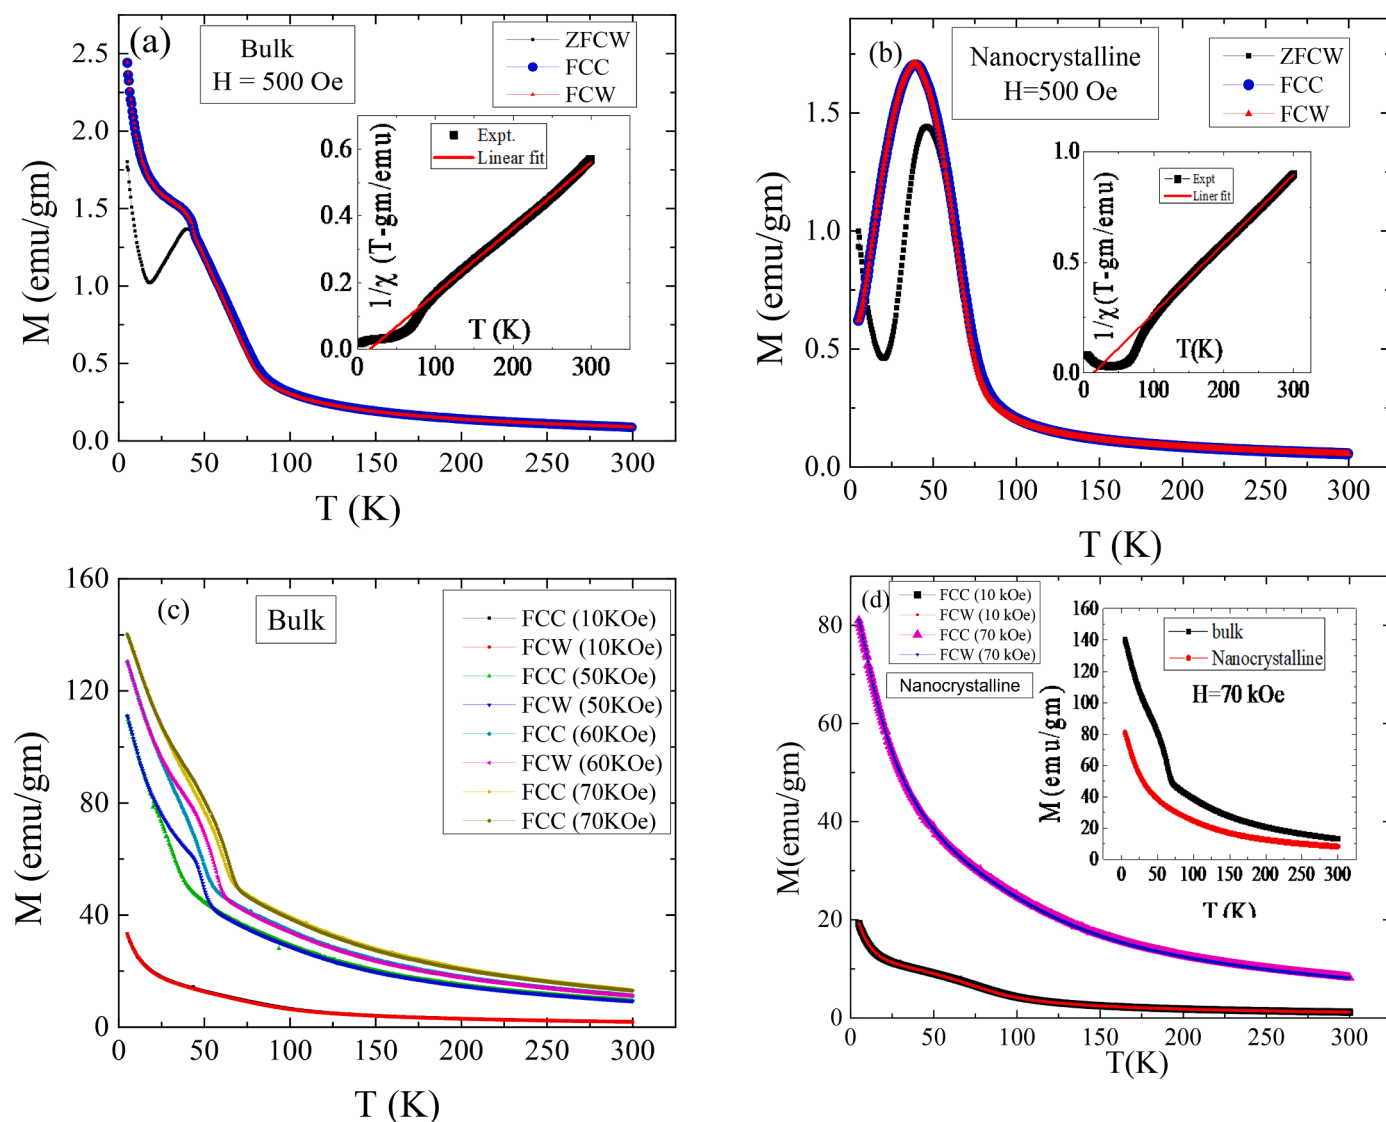 (a)
Bulk
H = 500 Oe
ZFCW
FCC
FCW
2.5
2.0
1.5
1.0
0.5
0.0
M (emu/gm)
0 50 100 150 200 250 300
T (K)
Expt.
Linear fit
0.6
0.4
0.2
0.0
1/χ (T-gm/emu)
0 100 200 300
T (K)
(b)
Nanocrystalline
H=500 Oe
ZFCW
FCC
FCW
1.5
1.0
0.5
0.0
M (emu/gm)
0 50 100 150 200 250 300
T (K)
Expt
Liner fit
1.0
0.5
0.0
1/χ (T-gm/emu)
0 100 200 300
T(K)
(c)
Bulk
FCC (10KOe)
FCW (10KOe)
FCC (50KOe)
FCW (50KOe)
FCC (60KOe)
FCW (60KOe)
FCC (70KOe)
FCC (70KOe)
160
120
80
40
0
M (emu/gm)
0 50 100 150 200 250 300
T (K)
(d)
FCC (10 kOe)
FCW (10 kOe)
FCC (70 kOe)
FCW (70 kOe)
Nanocrystalline
80
60
40
20
0
M(emu/gm)
0 50 100 150 200 250 300
T(K)
bulk
Nanocrystalline
H=70 kOe
160
140
120
100
80
60
40
20
0
M (emu/gm)
0 50 100 150 200 250 300
T (K)